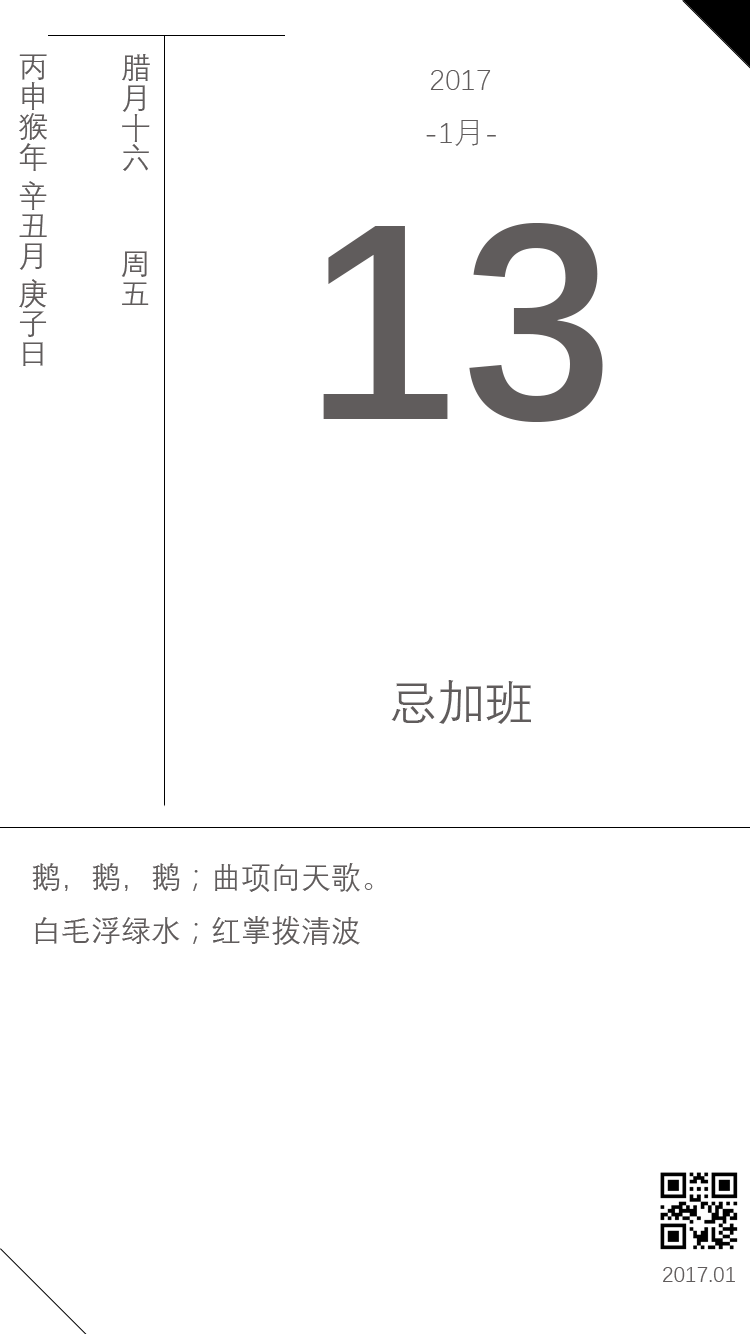 丙申猴年 辛丑月 庚子日
腊月十六 周五
2017
-1月-
13
忌加班
鹅，鹅，鹅；曲项向天歌。
白毛浮绿水；红掌拨清波
2017.01